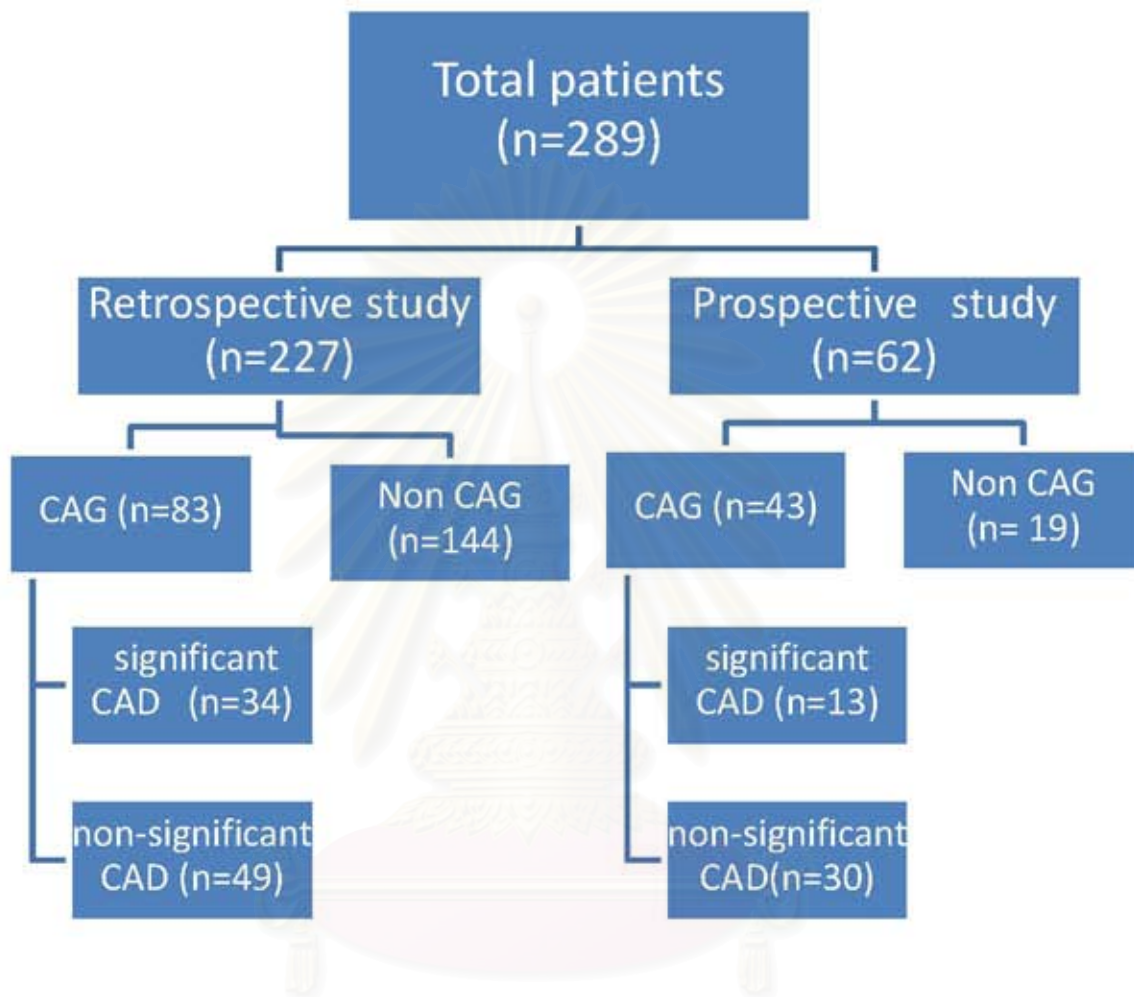 Total patients
(n=289)
Retrospective study
(n=227)
Prospective study
(n=62)
CAG (n=83)
Non CAG
(n=144)
CAG (n=43)
Non CAG
(n= 19)
significant
CAD (n=34)
significant
CAD (n=13)
non-significant
CAD (n=49)
non-significant
CAD(n=30)